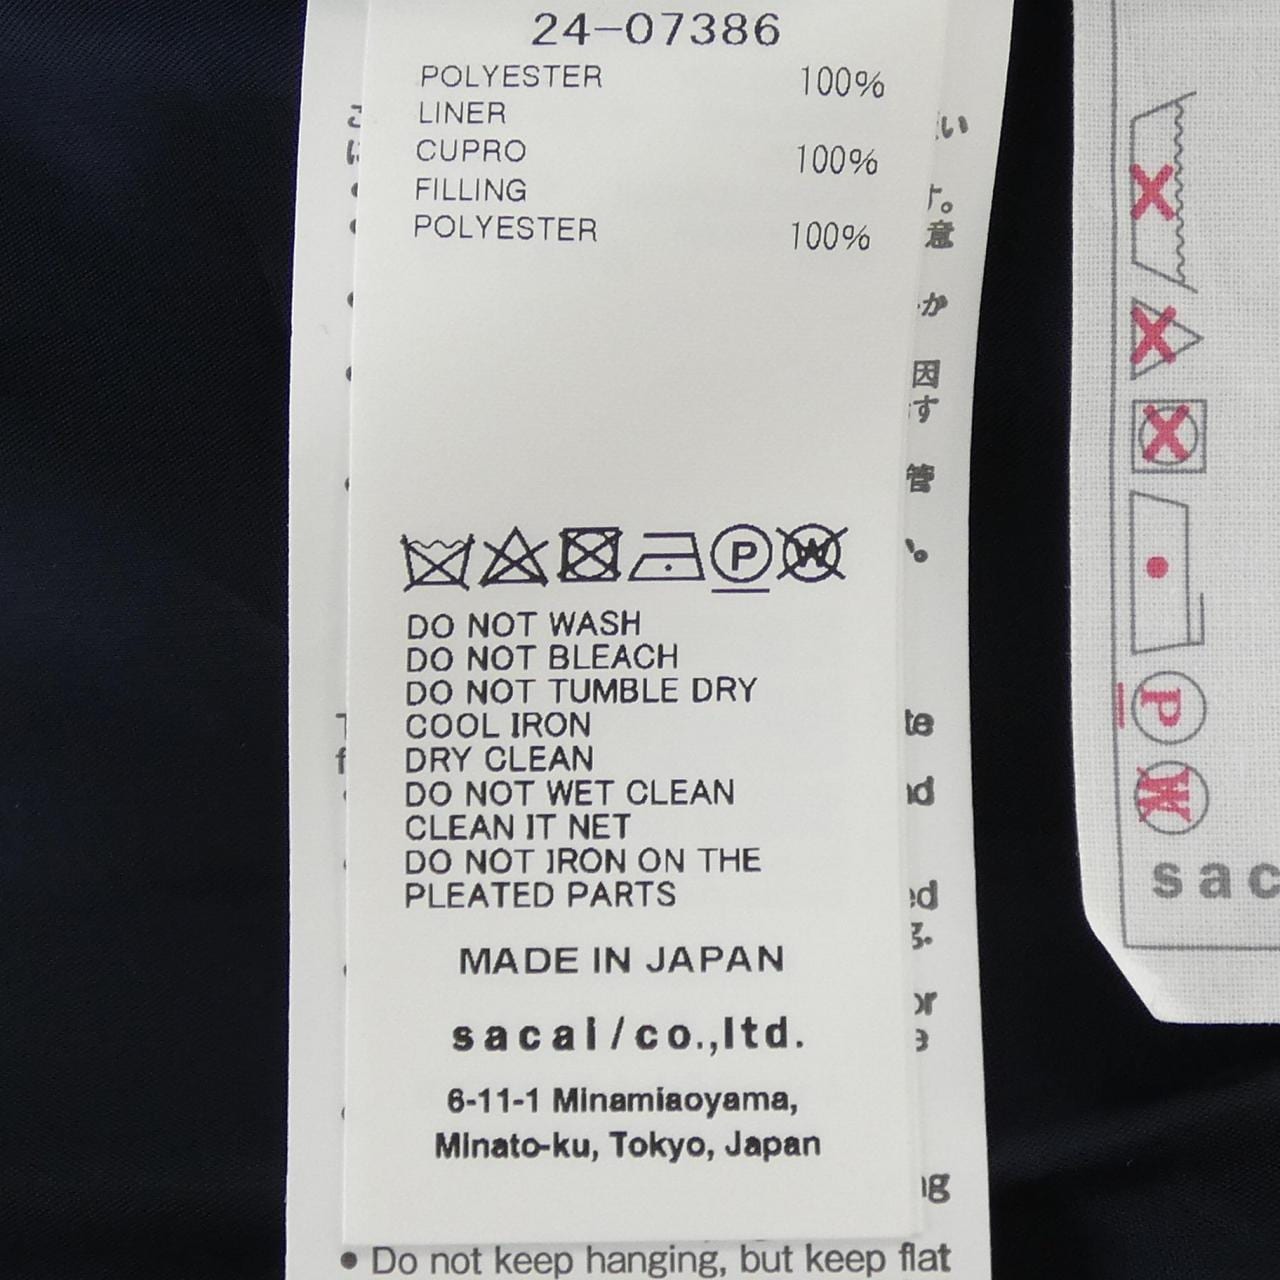 24-07386
POLYESTER 100%
LINER
CUPRO 100%
FILLING
POLYESTER 100%
P W
DO NOT WASH
DO NOT BLEACH
DO NOT TUMBLE DRY
COOL IRON
DRY CLEAN
DO NOT WET CLEAN
CLEAN IT NET
DO NOT IRON ON THE
PLEATED PARTS
MADE IN JAPAN
sacai/co.,ltd.
6-11-1 Minamiaoyama,
Minato-ku, Tokyo, Japan
• Do not keep hanging, but keep flat
P
W
sac